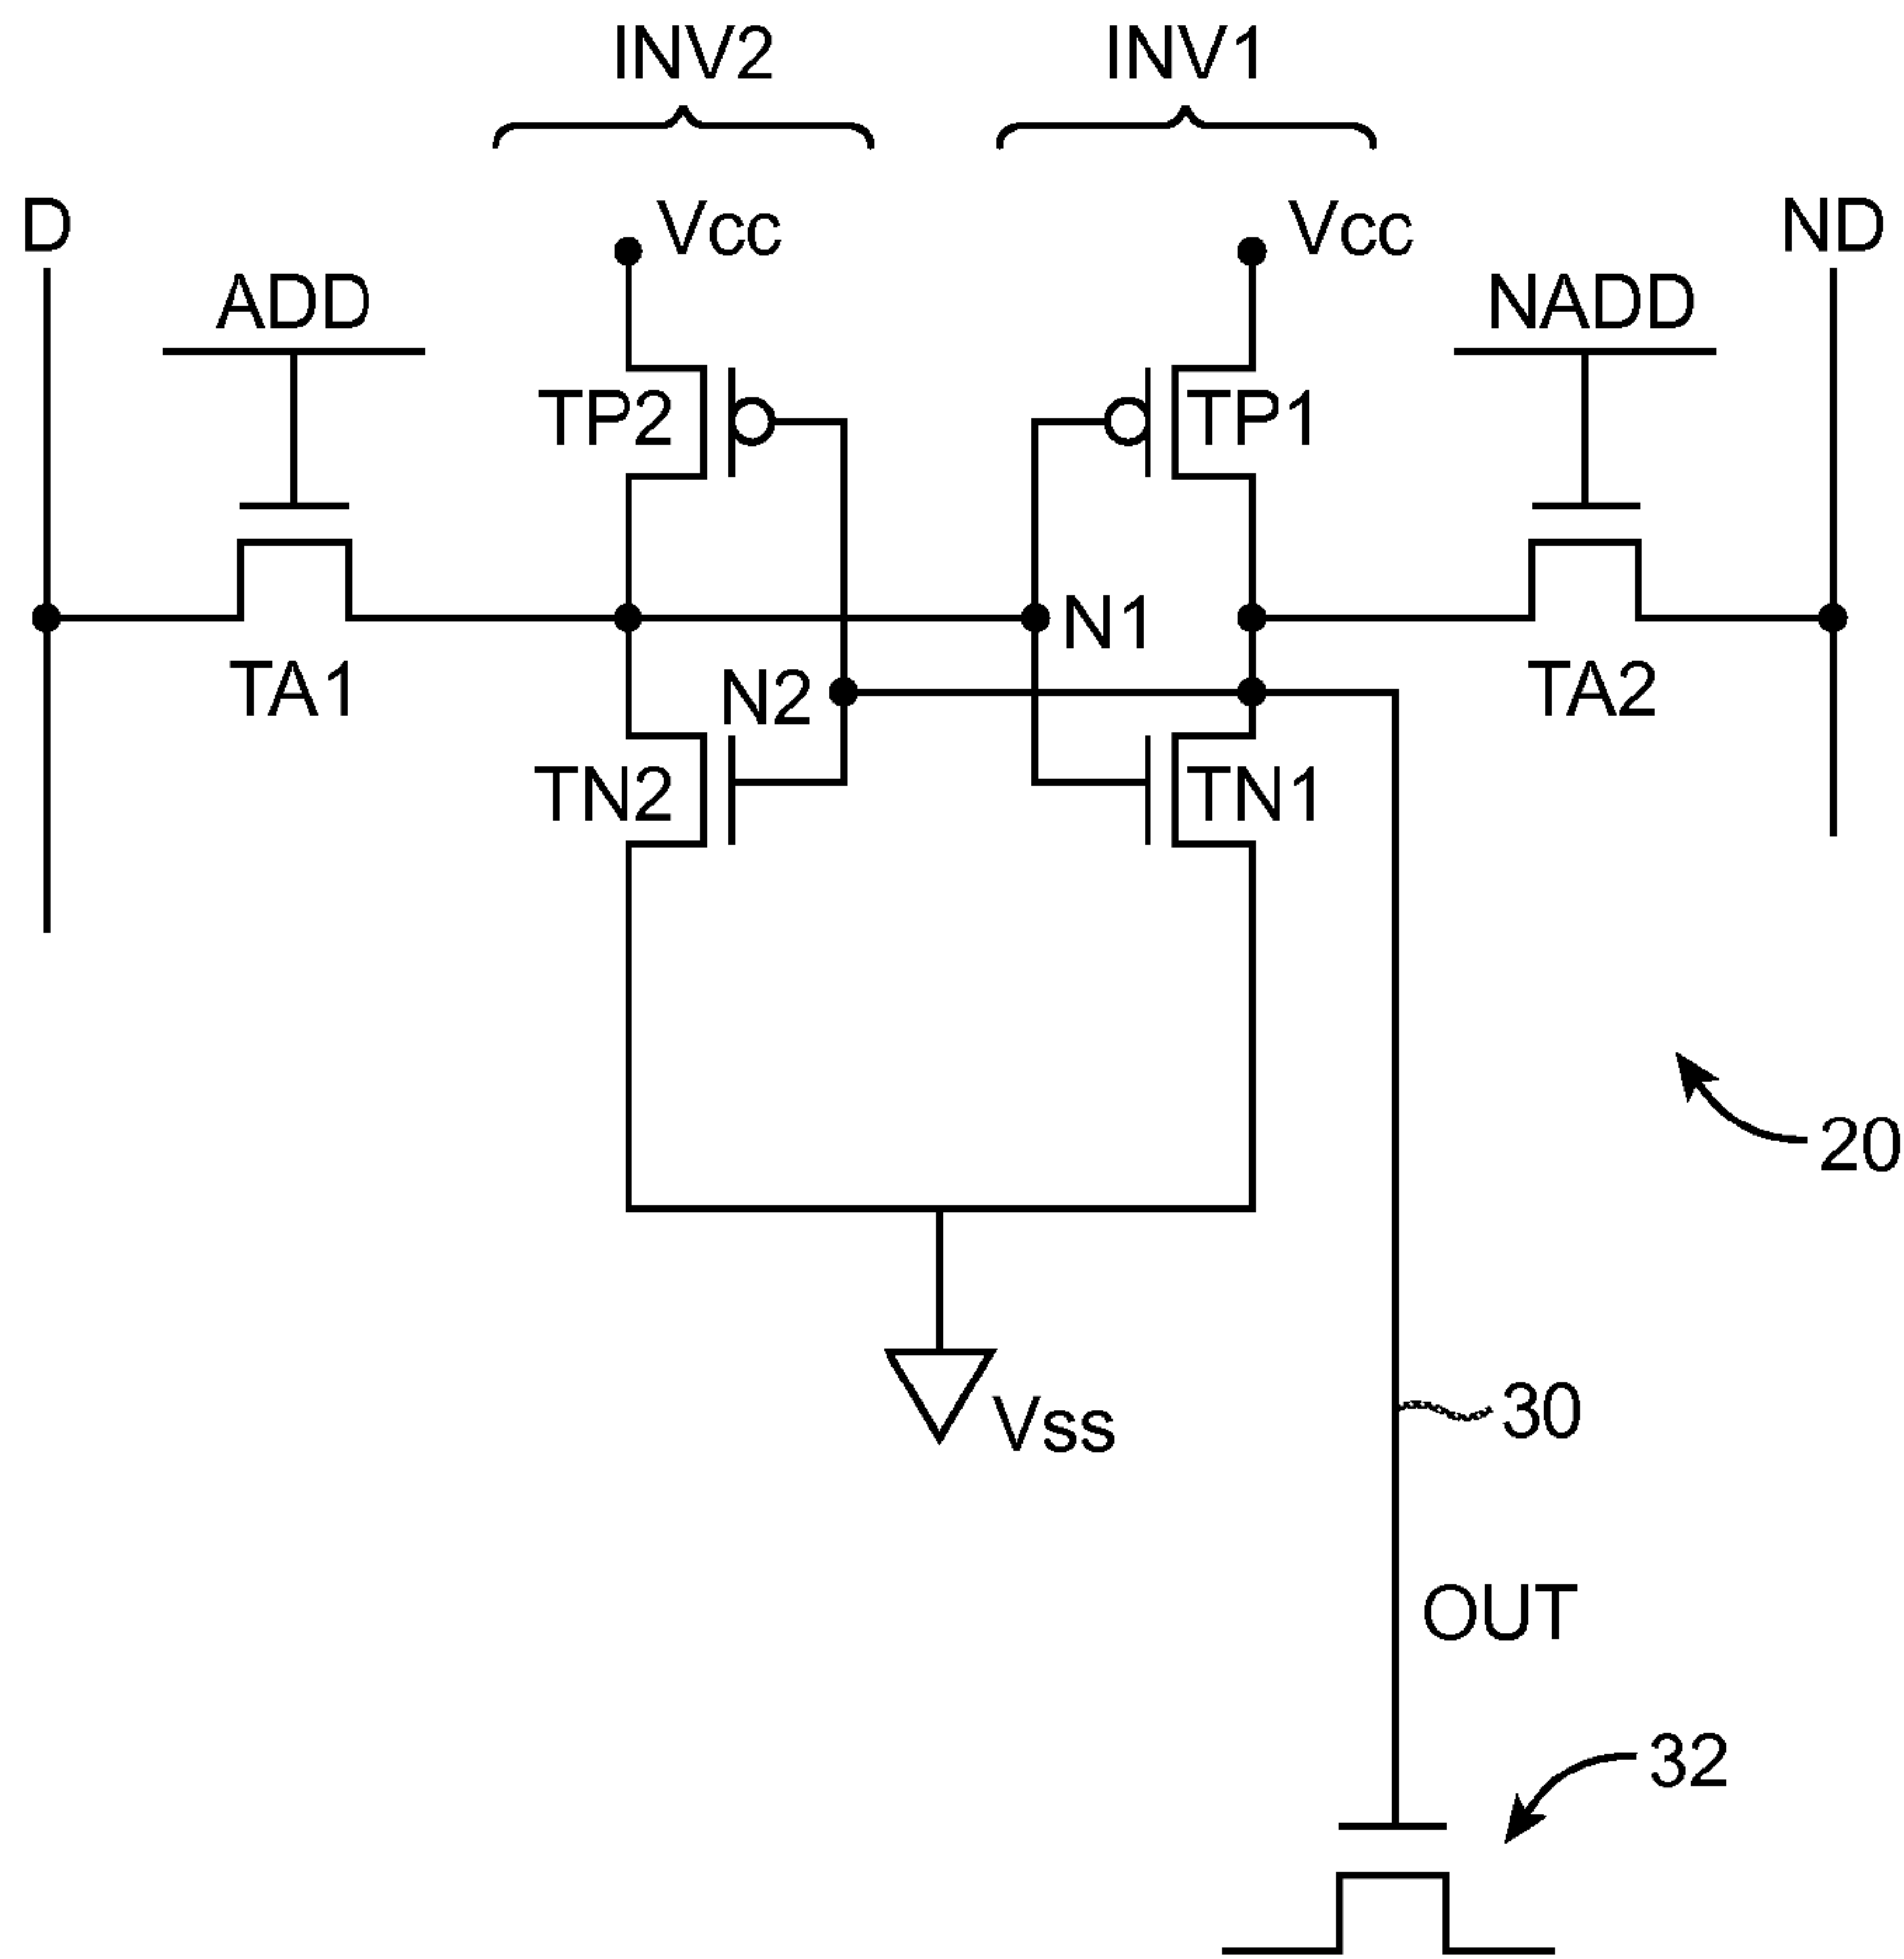 INV2 INV1
D Vcc Vcc ND
ADD NADD
TP2 TP1
N1
TA1 N2 TA2
TN2 TN1
20
Vss 30
OUT
32